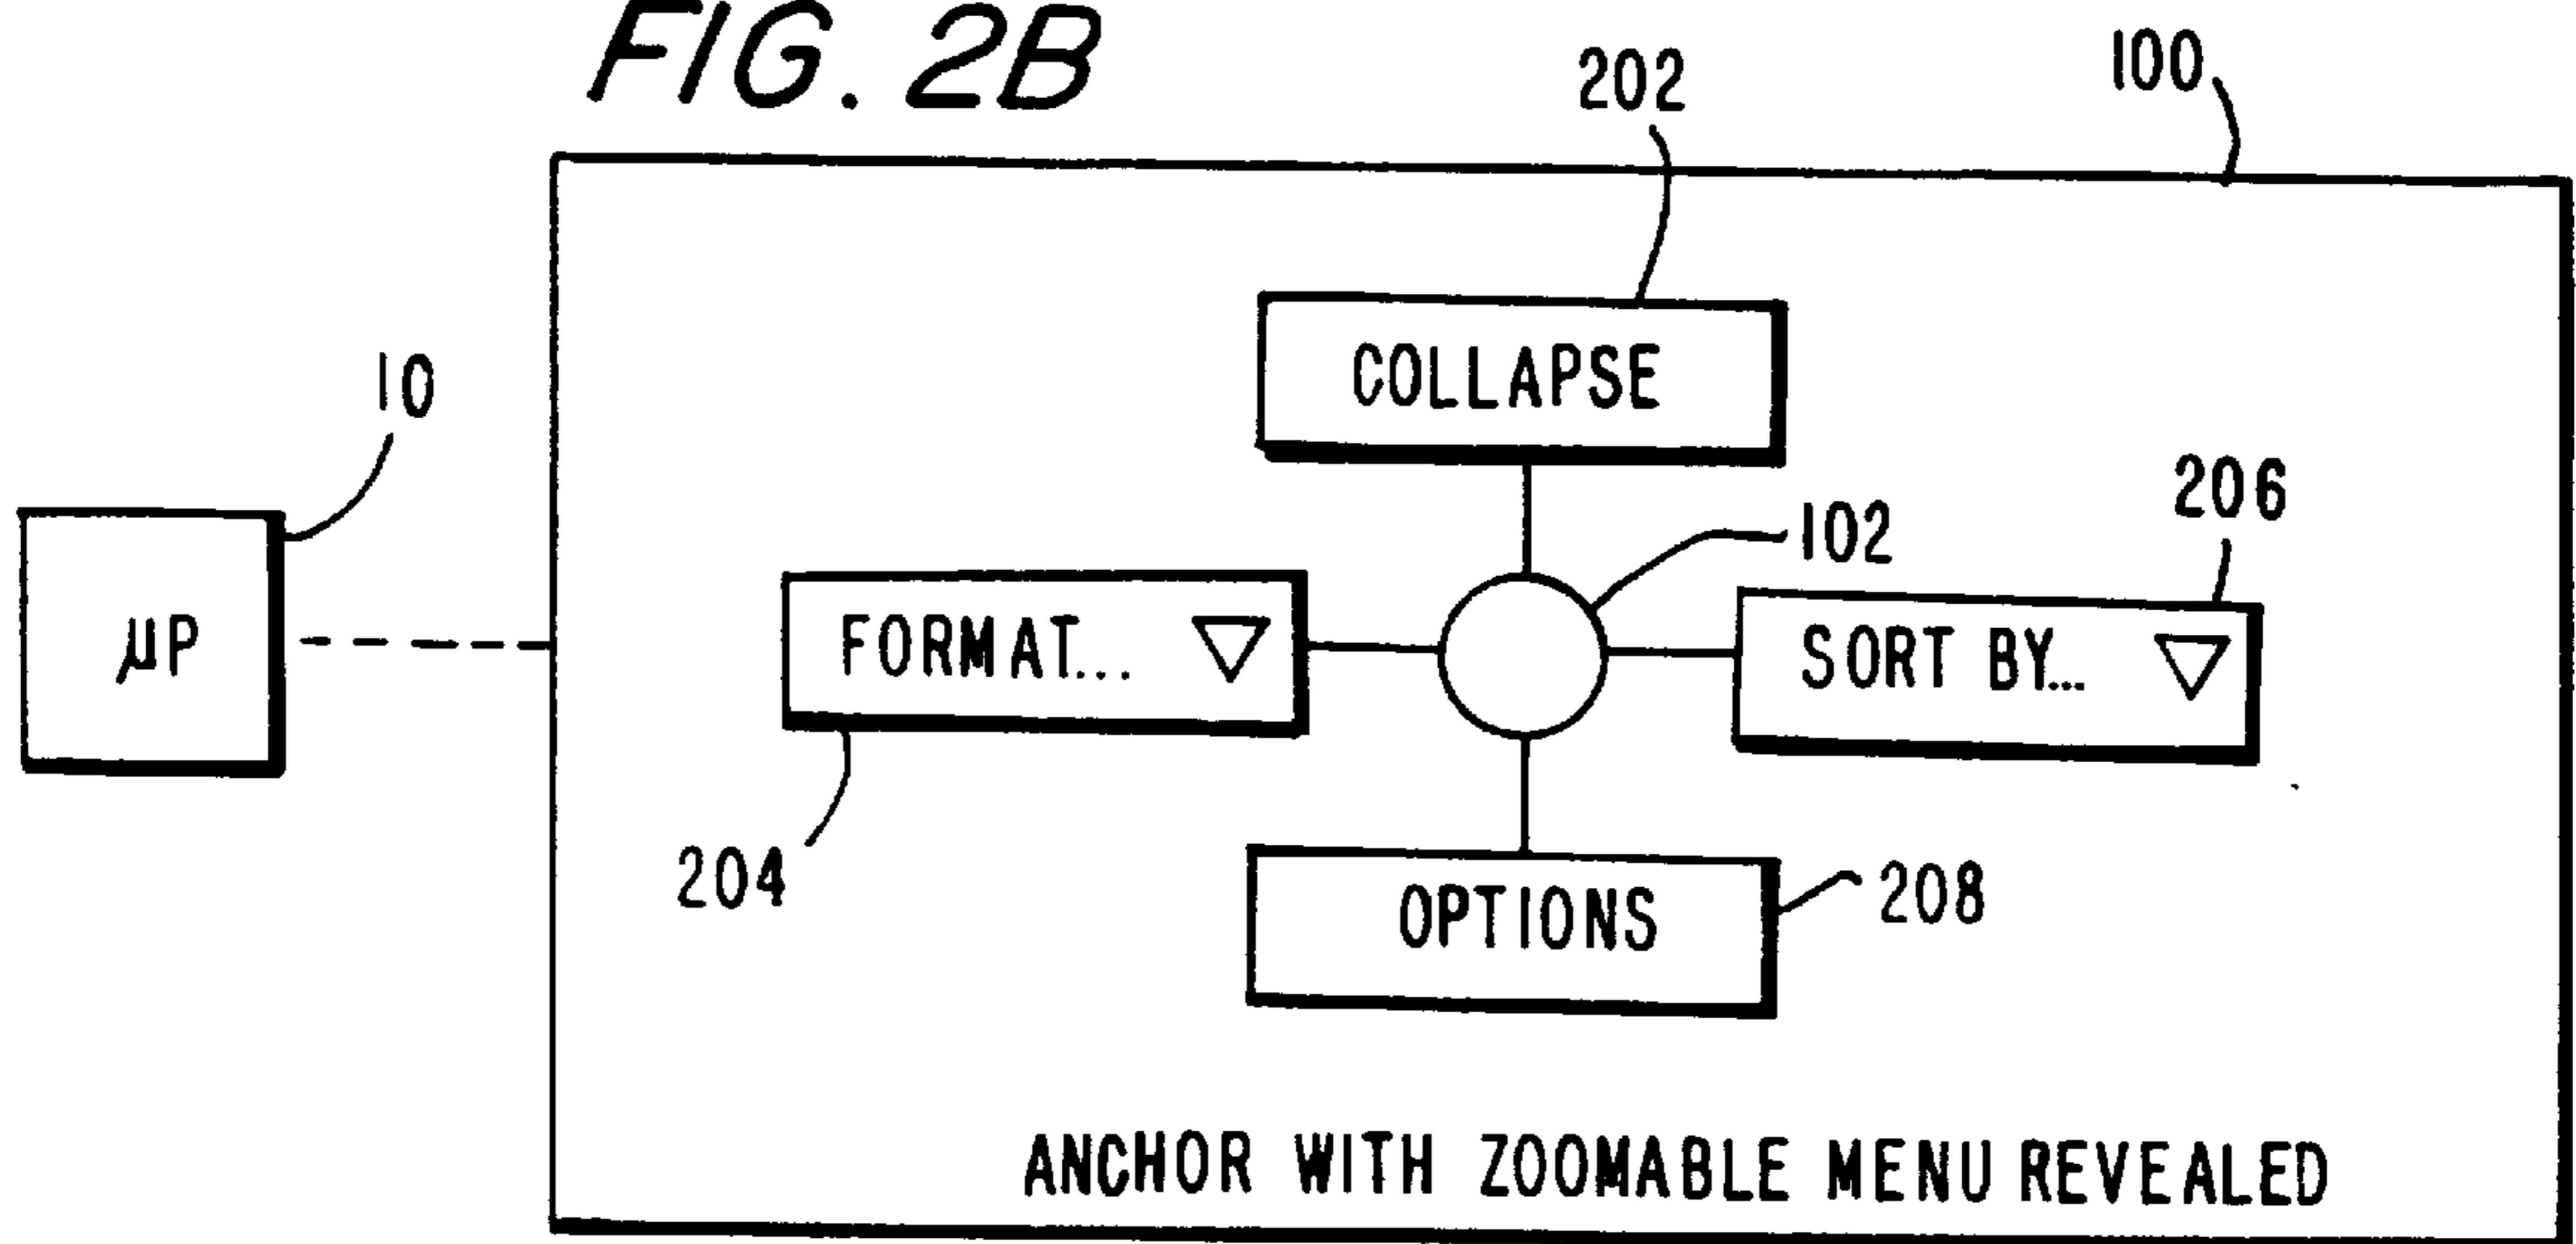 FIG. 2B
202
100
10
COLLAPSE
206
102
µP
FORMAT...
SORT BY...
204
OPTIONS
208
ANCHOR WITH ZOOMABLE MENU REVEALED